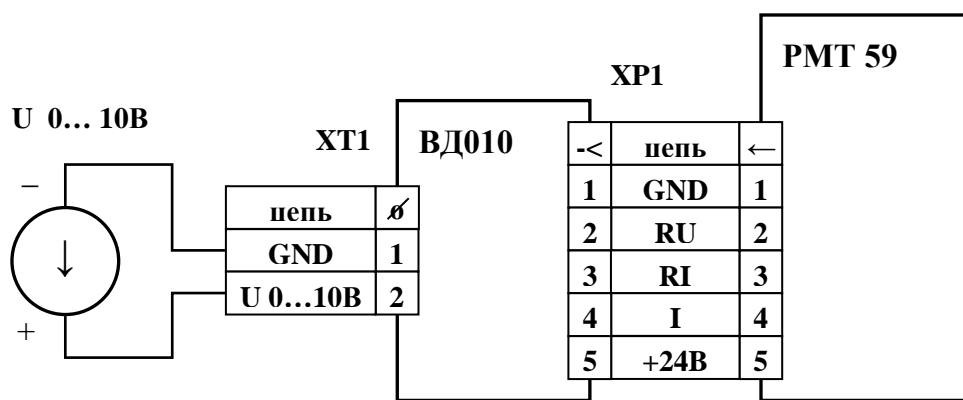 РМТ 59
XP1
U 0… 10В
XT1
ВД010
-< цепь ←
1 GND 1
2 RU 2
3 RI 3
4 I 4
5 +24В 5
цепь ø
GND 1
U 0…10В 2
−
↓
+